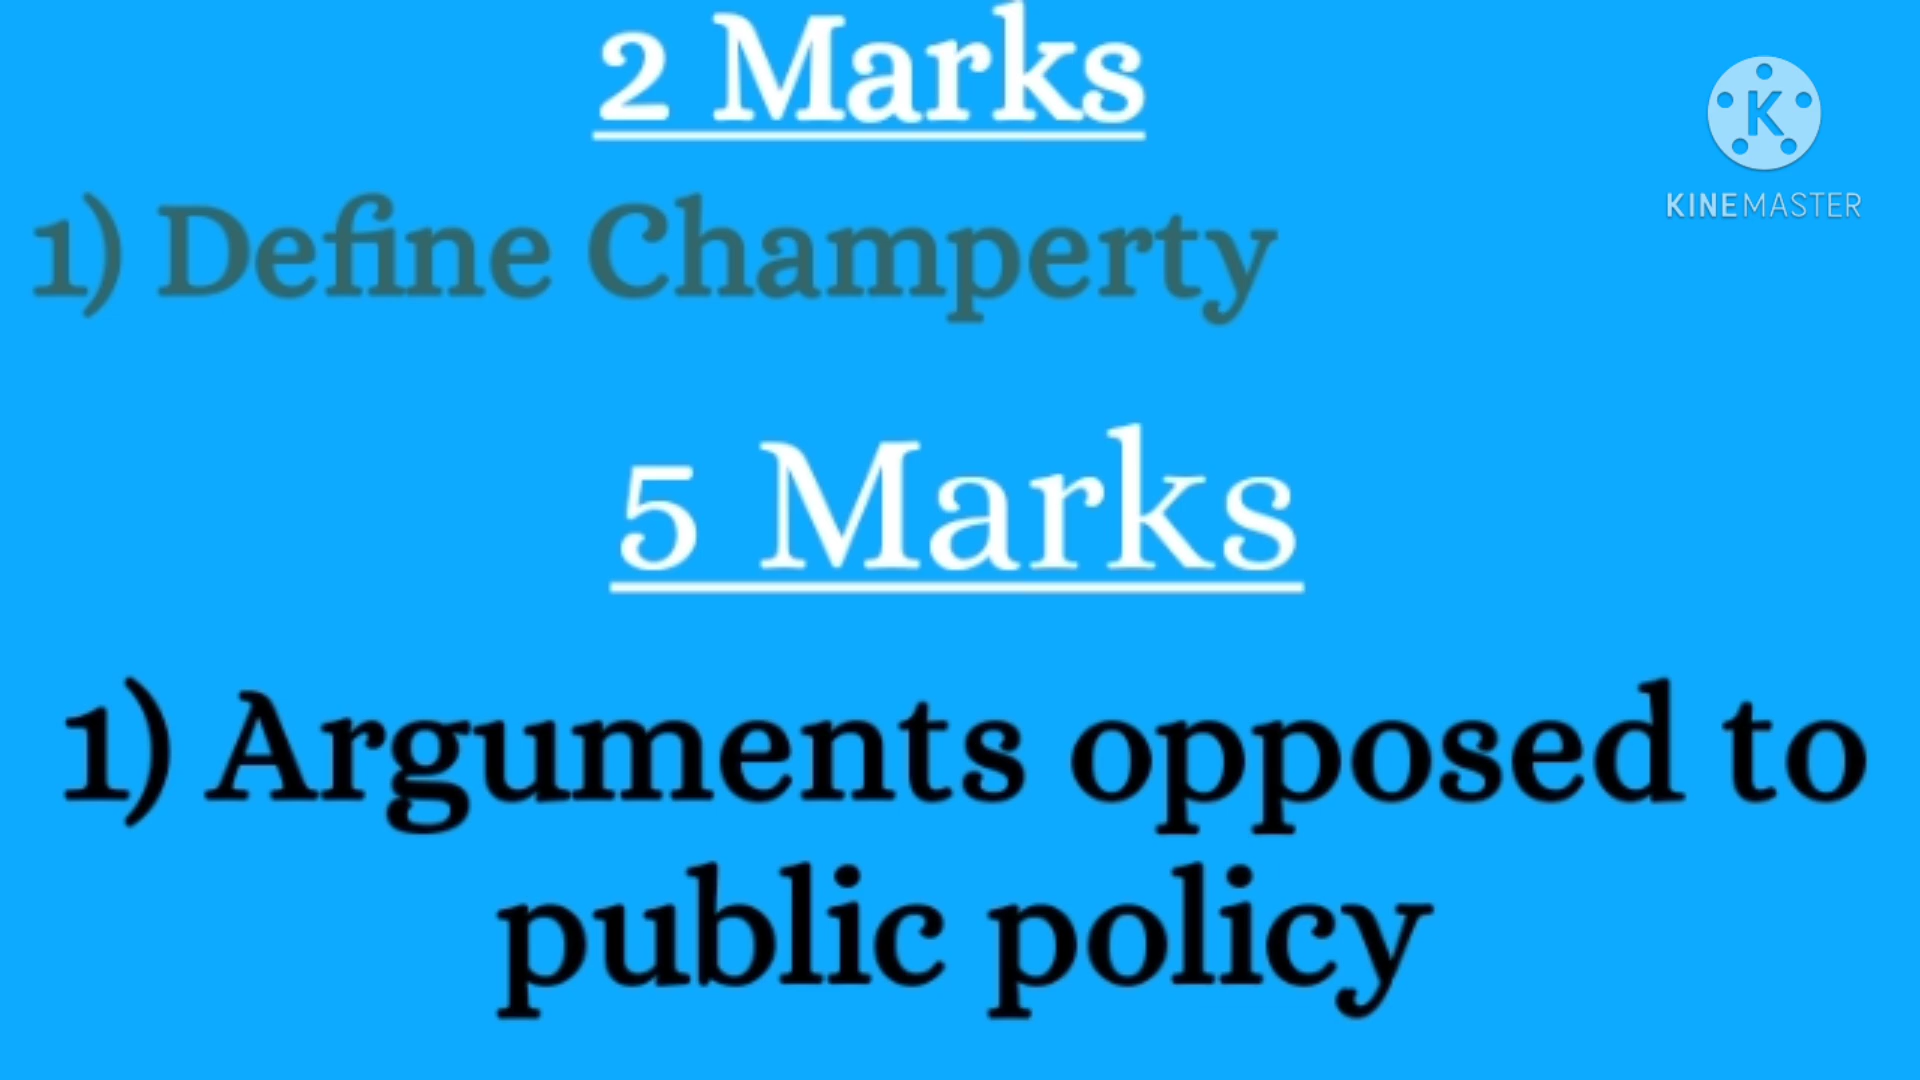 2 Marks
KINEMASTER
1) Define Champerty
5 Marks
1) Arguments opposed to
public policy